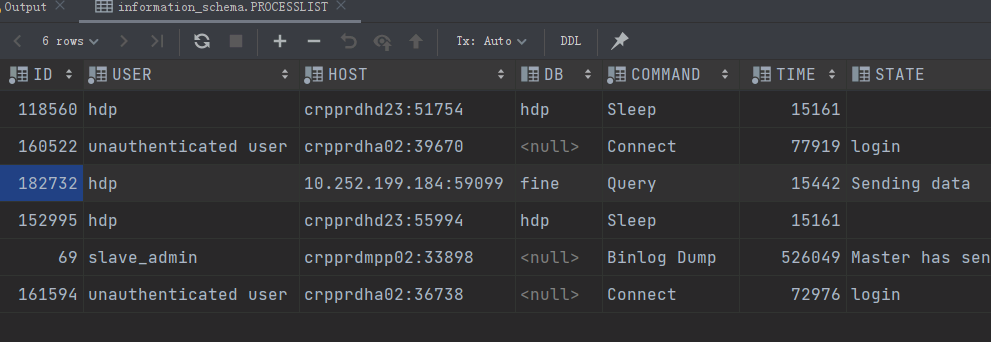 Output information_schema.PROCESSLIST
6 rows Tx: Auto DDL
ID USER HOST DB COMMAND TIME STATE
118560 hdp crpprdhd23:51754 hdp Sleep 15161
160522 unauthenticated user crpprdha02:39670 <null> Connect 77919 login
182732 hdp 10.252.199.184:59099 fine Query 15442 Sending data
152995 hdp crpprdhd23:55994 hdp Sleep 15161
69 slave_admin crpprdmpp02:33898 <null> Binlog Dump 526049 Master has sen
161594 unauthenticated user crpprdha02:36738 <null> Connect 72976 login